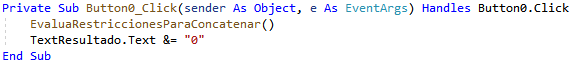 Private Sub Button0_Click(sender As Object, e As EventArgs) Handles Button0.Click
EvaluaRestriccionesParaConcatenar()
TextResultado.Text &= "0"
End Sub